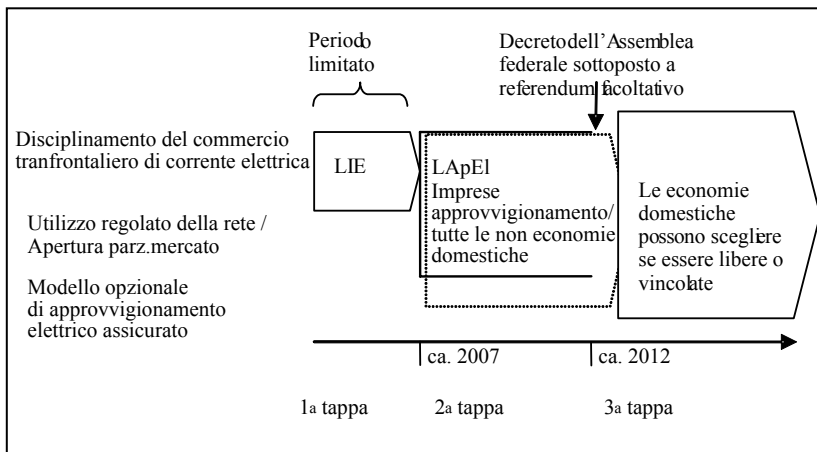 Periodo
limitato
Decreto dell'Assemblea
federale sottoposto a
referendum facoltativo
Disciplinamento del commercio
tranfrontaliero di corrente elettrica
LIE
LApEl
Imprese
approvvigionamento/
tutte le non economie
domestiche
Le economie
domestiche
possono scegliere
se essere libere o
vincolate
Utilizzo regolato della rete /
Apertura parz.mercato
Modello opzionale
di approvvigionamento
elettrico assicurato
ca. 2007
ca. 2012
1a tappa
2a tappa
3a tappa